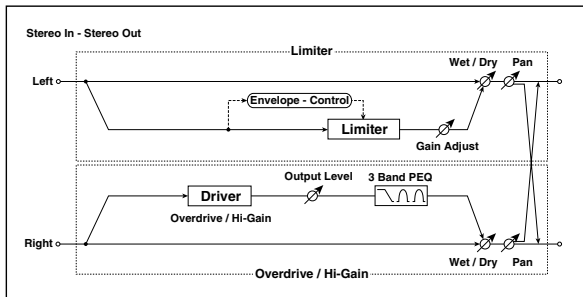 Stereo In - Stereo Out
Limiter
Wet / Dry
Pan
Left
Envelope - Control
Limiter
Gain Adjust
Driver
Output Level
3 Band PEQ
Overdrive / Hi-Gain
Right
Wet / Dry
Pan
Overdrive / Hi-Gain